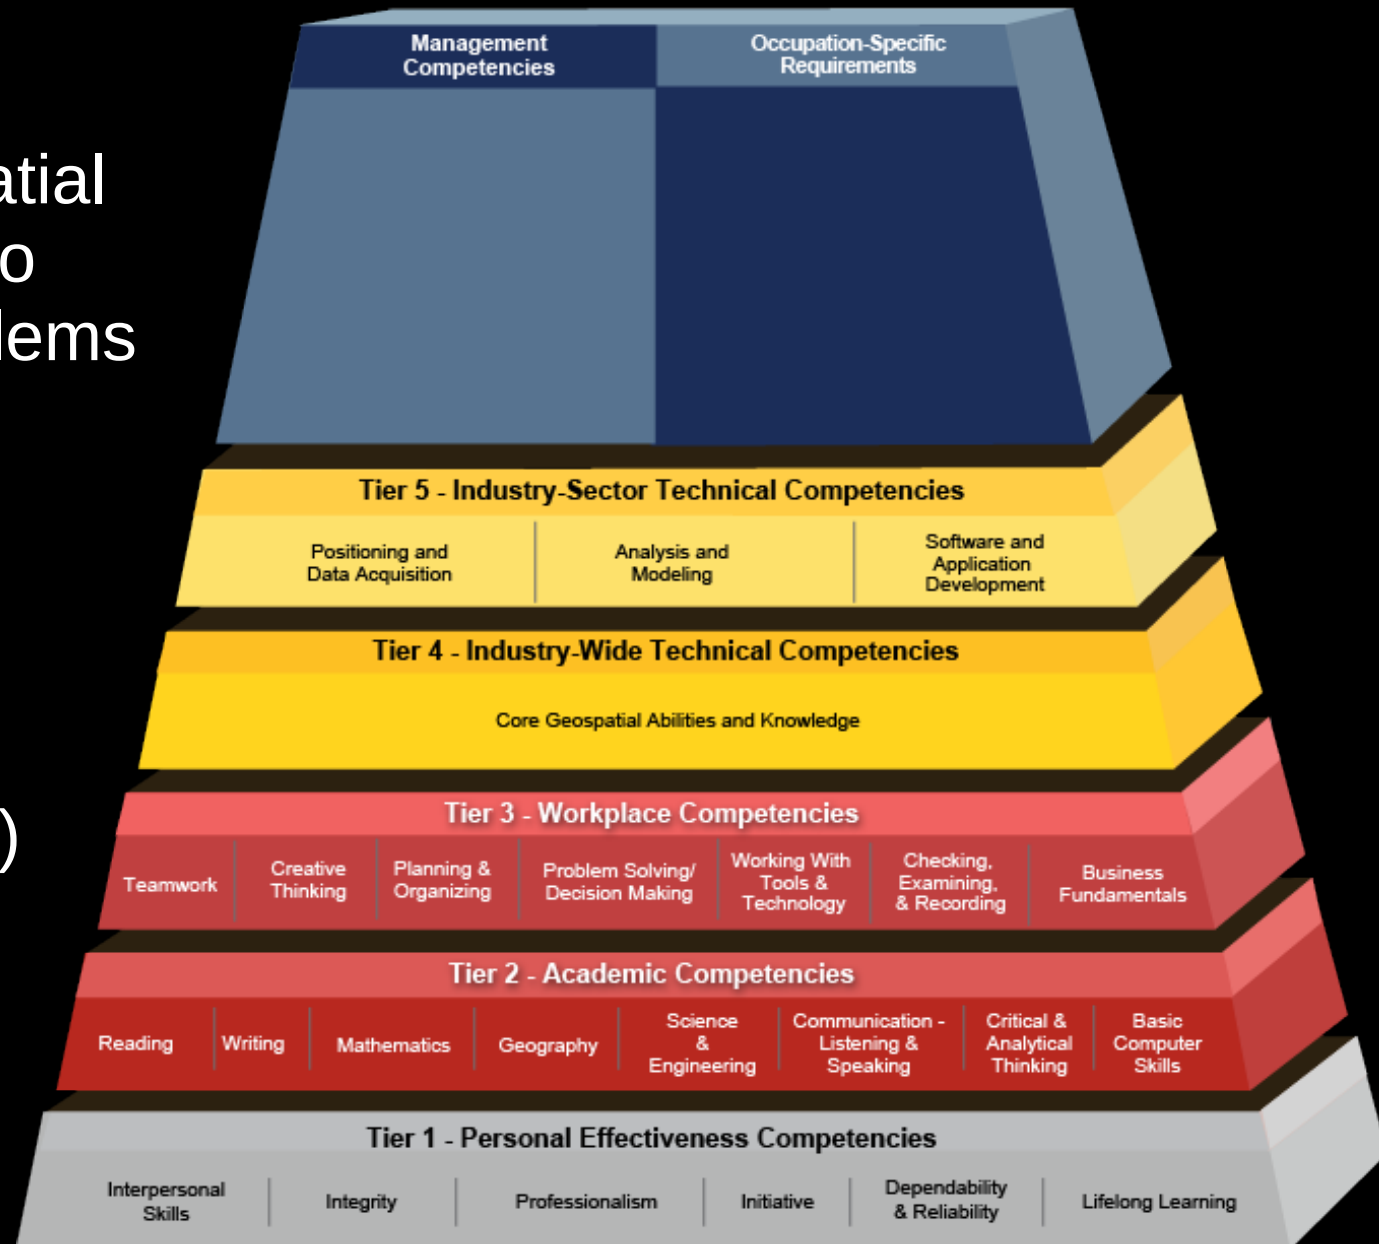 Management
Competencies
Occupation-Specific
Requirements
atial
o
lems
)
Tier 5 - Industry-Sector Technical Competencies
Positioning and
Data Acquisition
Analysis and
Modeling
Software and
Application
Development
Tier 4 - Industry-Wide Technical Competencies
Core Geospatial Abilities and Knowledge
Tier 3 - Workplace Competencies
Teamwork
Creative
Thinking
Planning &
Organizing
Problem Solving/
Decision Making
Working With
Tools &
Technology
Checking,
Examining,
& Recording
Business
Fundamentals
Tier 2 - Academic Competencies
Reading
Writing
Mathematics
Geography
Science
&
Engineering
Communication -
Listening &
Speaking
Critical &
Analytical
Thinking
Basic
Computer
Skills
Tier 1 - Personal Effectiveness Competencies
Interpersonal
Skills
Integrity
Professionalism
Initiative
Dependability
& Reliability
Lifelong Learning